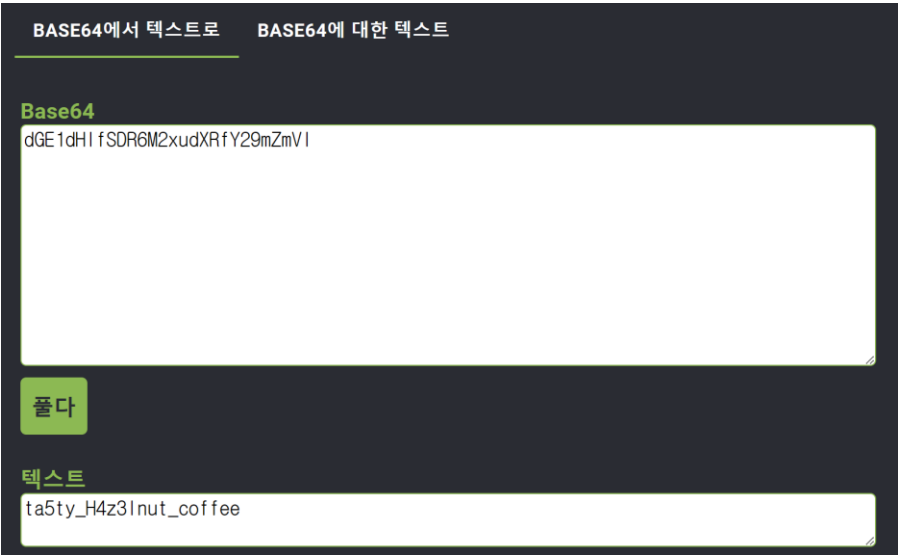 BASE64에서 텍스트로 BASE64에 대한 텍스트
Base64
dGE1dHlfSDR6M2xudXRfY29mZmVl
풀다
텍스트
ta5ty_H4z3lnut_coffee